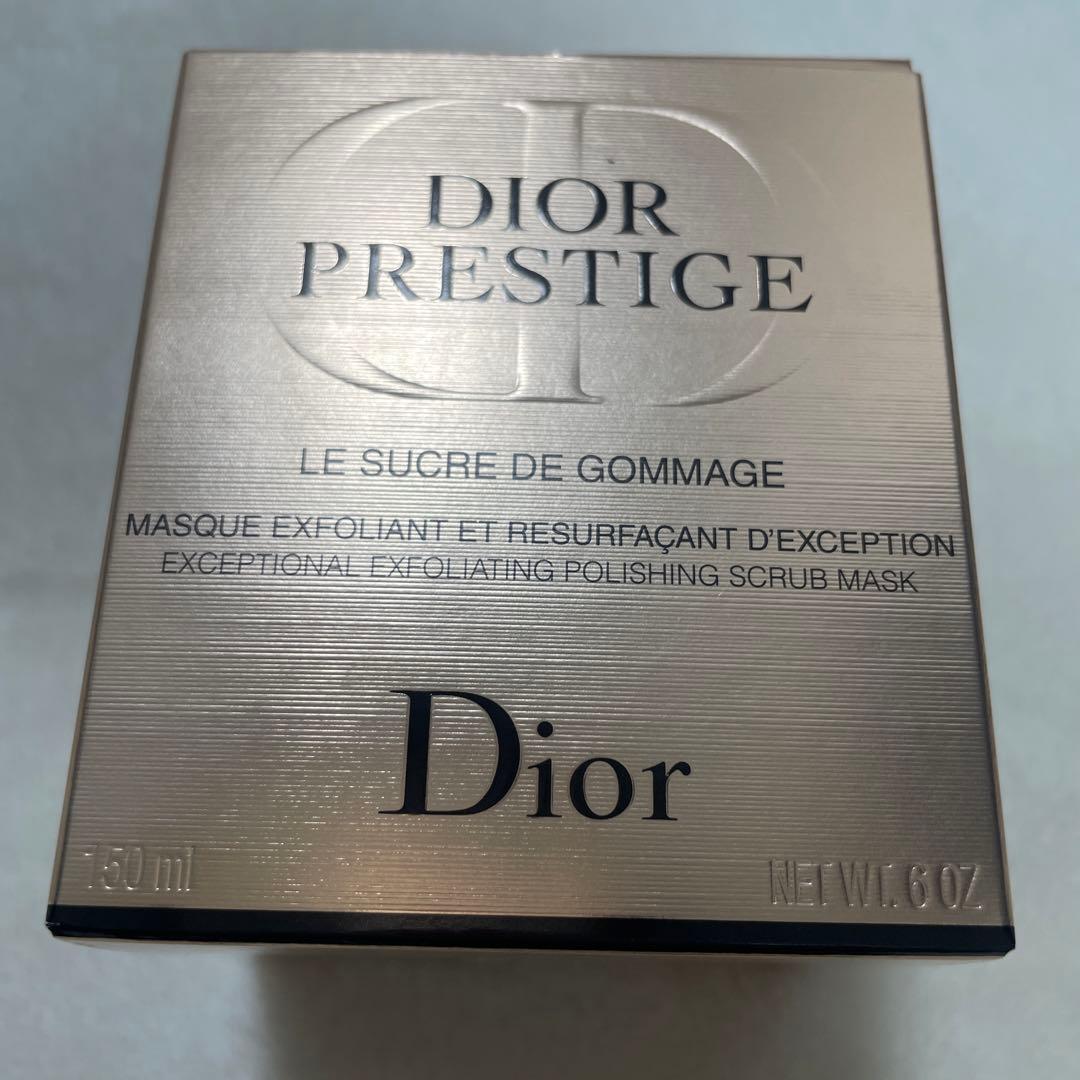 DIOR
PRESTIGE
LE SUCRE DE GOMMAGE
MASQUE EXFOLIANT ET RESURFAÇANT D'EXCEPTION
EXCEPTIONAL EXFOLIATING POLISHING SCRUB MASK
Dior
150 ml
NET WT. 6 OZ